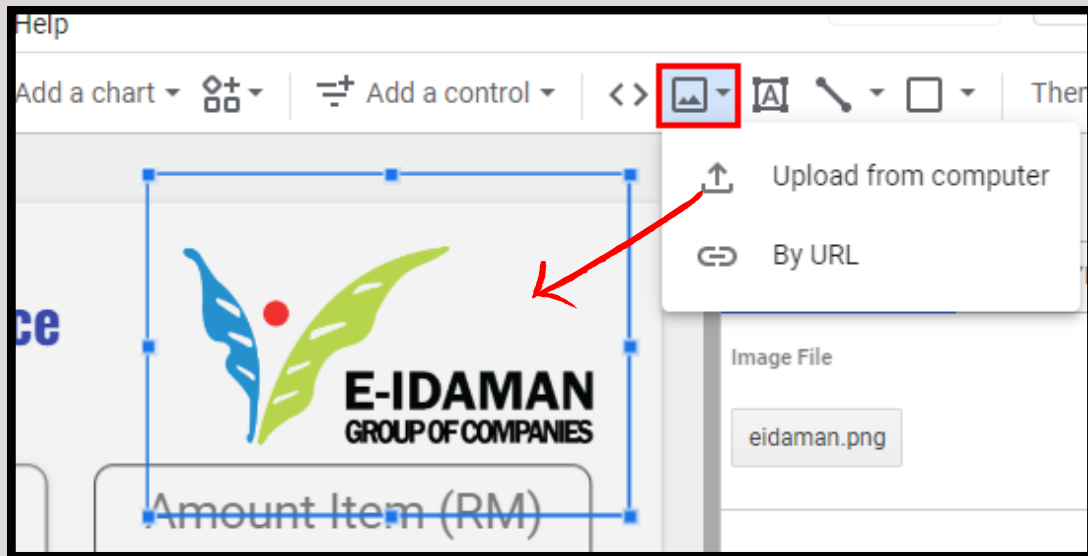 Help
Add a chart
Add a control
Upload from computer
By URL
ce
E-IDAMAN
GROUP OF COMPANIES
Image File
eidaman.png
Amount Item (RM)